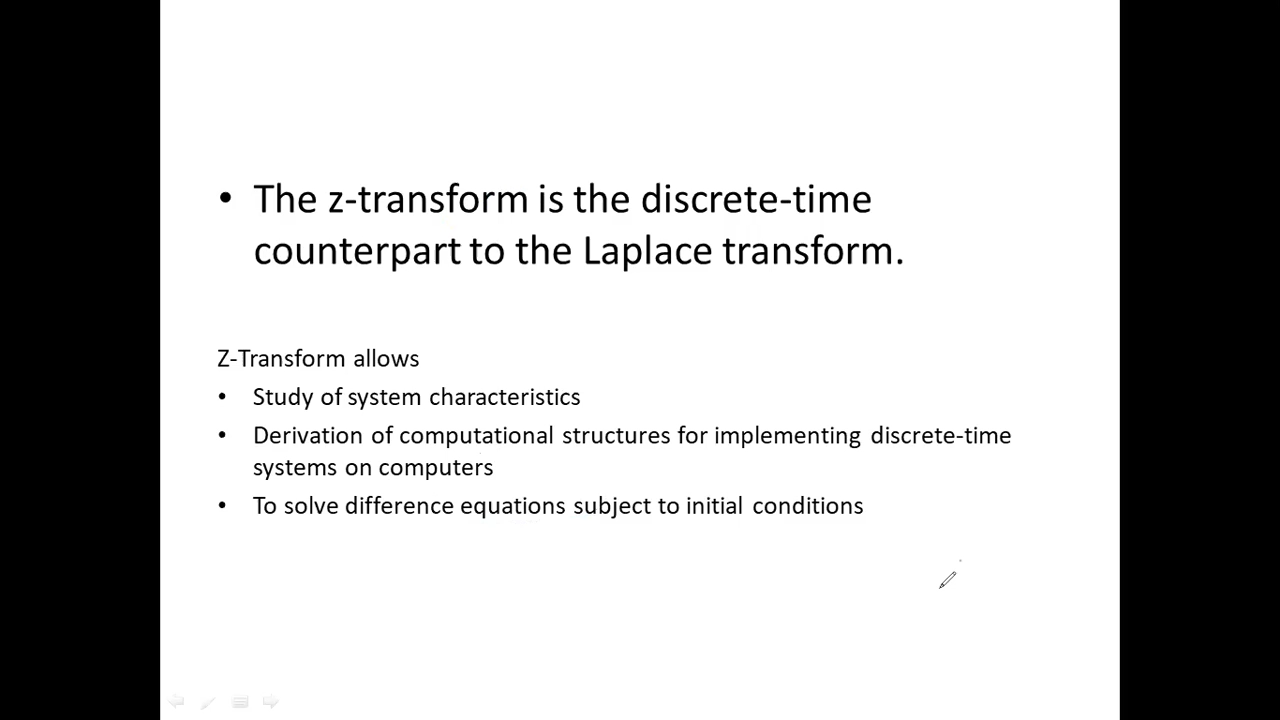 • The z-transform is the discrete-time
counterpart to the Laplace transform.
Z-Transform allows
• Study of system characteristics
• Derivation of computational structures for implementing discrete-time
systems on computers
• To solve difference equations subject to initial conditions